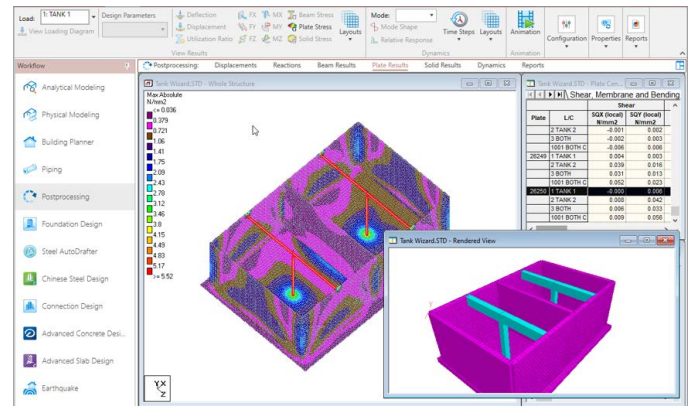 Load: 1: TANK 1
View Loading Diagram
Design Parameters
Deflection
Displacement
Utilization Ratio
FX MX Beam Stress
FY MY Plate Stress
FZ MZ Solid Stress
Layouts
View Results
Mode:
Mode Shape
Relative Response
Time Steps
Layouts
Dynamics
Animation
Animation
Configuration
Properties
Reports
Workflow
Analytical Modeling
Physical Modeling
Building Planner
Piping
Postprocessing
Foundation Design
Steel AutoDrafter
Chinese Steel Design
Connection Design
Advanced Concrete Desi...
Advanced Slab Design
Earthquake
Postprocessing: Displacements Reactions Beam Results Plate Results Solid Results Dynamics Reports
Tank Wizard.STD - Whole Structure
Max Absolute
N/mm2
<= 0.036
0.379
0.721
1.06
1.41
1.75
2.09
2.43
2.78
3.12
3.46
3.8
4.15
4.49
4.83
5.17
>= 5.52
Y X
Z
Tank Wizard.STD - Plate Cen...
Shear, Membrane and Bending
Shear
Plate L/C SQX (local) SQY (local)
N/mm2 N/mm2
2 TANK 2 -0.001 0.002
3 BOTH -0.002 0.003
1001 BOTH C -0.006 0.006
26249 1 TANK 1 0.004 0.003
2 TANK 2 0.039 0.016
3 BOTH 0.031 0.013
1001 BOTH C 0.052 0.023
26250 1 TANK 1 -0.000 0.006
2 TANK 2 0.008 0.042
3 BOTH 0.006 0.033
1001 BOTH C 0.009 0.056
Tank Wizard.STD - Rendered View
Y